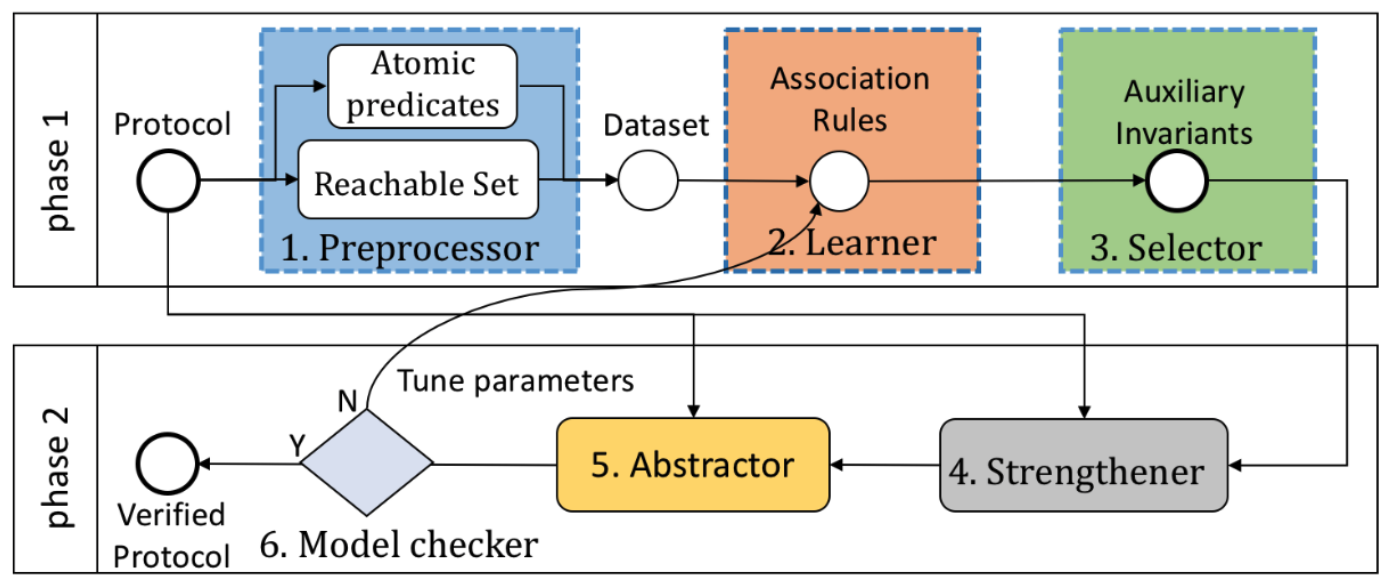 phase 1
Protocol
Atomic
predicates
Reachable Set
1. Preprocessor
Dataset
Association
Rules
2. Learner
Auxiliary
Invariants
3. Selector
phase 2
Tune parameters
N
Y
Verified
Protocol
6. Model checker
5. Abstractor
4. Strengthener